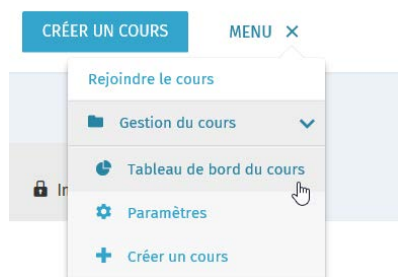 CRÉER UN COURS MENU
Rejoindre le cours
Gestion du cours
Tableau de bord du cours
Paramètres
Créer un cours